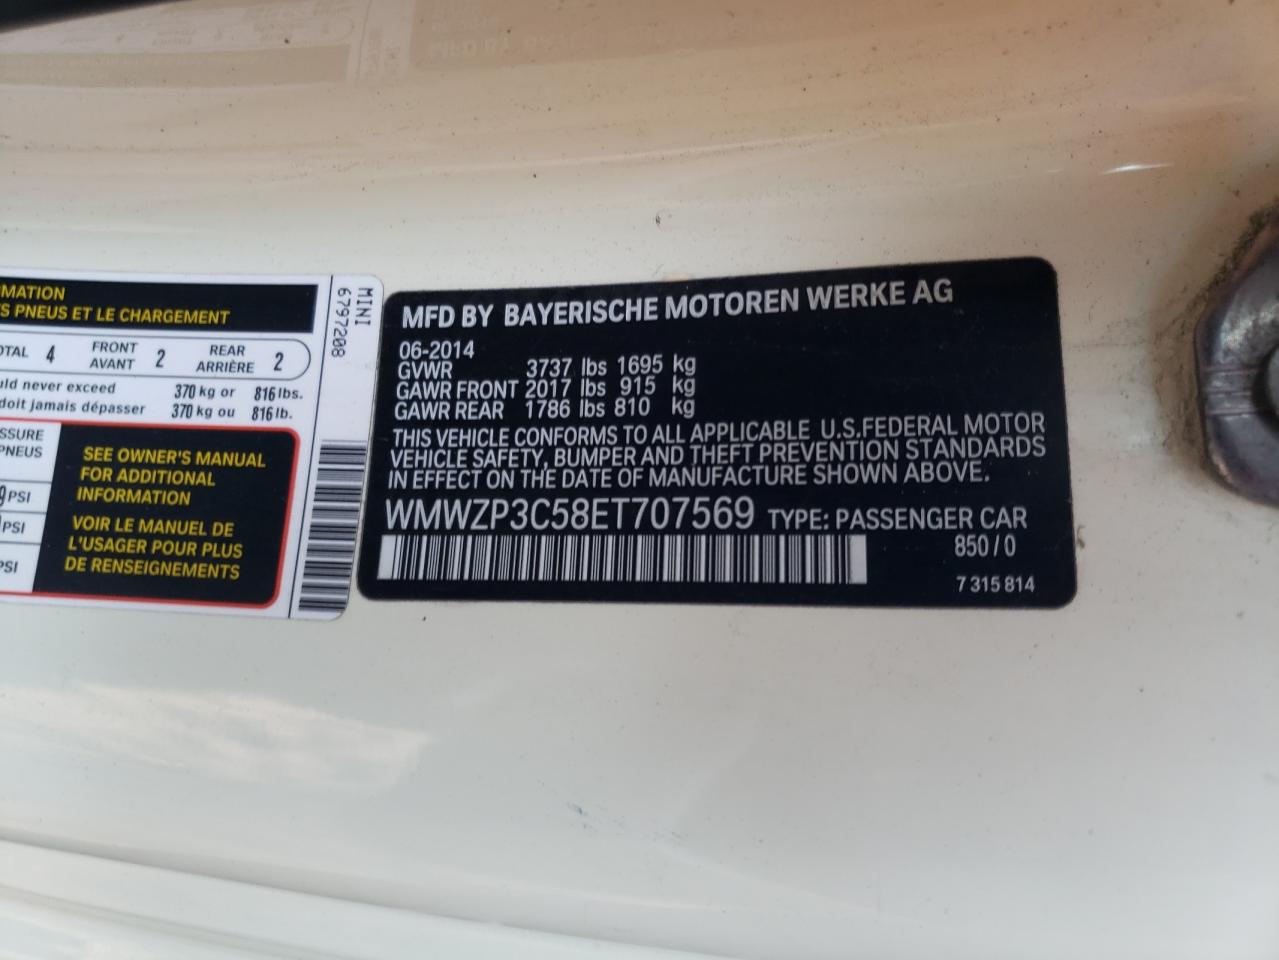 RMATION
S PNEUS ET LE CHARGEMENT
OTAL 4 FRONT AVANT 2 REAR ARRIÈRE 2
uld never exceed 370 kg or 816 lbs.
doit jamais dépasser 370 kg ou 816 lb.
SSURE
PNEUS
PSI
PSI
PSI
SEE OWNER'S MANUAL
FOR ADDITIONAL
INFORMATION
VOIR LE MANUEL DE
L'USAGER POUR PLUS
DE RENSEIGNEMENTS
MINI
6797208
MFD BY BAYERISCHE MOTOREN WERKE AG
06-2014
GVWR 3737 lbs 1695 kg
GAWR FRONT 2017 lbs 915 kg
GAWR REAR 1786 lbs 810 kg
THIS VEHICLE CONFORMS TO ALL APPLICABLE U.S.FEDERAL MOTOR
VEHICLE SAFETY, BUMPER AND THEFT PREVENTION STANDARDS
IN EFFECT ON THE DATE OF MANUFACTURE SHOWN ABOVE.
WMWZP3C58ET707569 TYPE: PASSENGER CAR
850/0
7 315 814